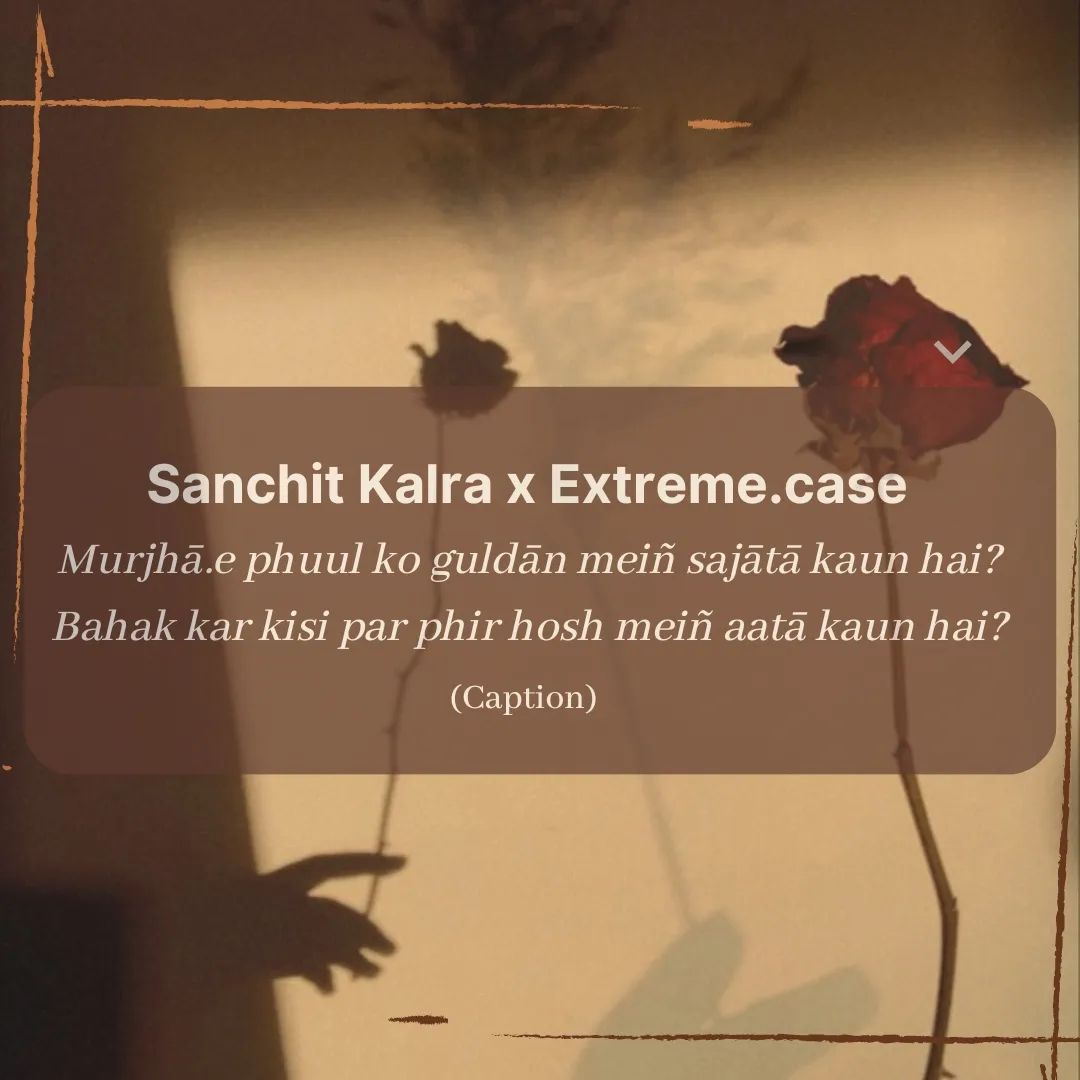 Sanchit Kalra x Extreme.case
Murjhā.e phuul ko guldān meiñ sajātā kaun hai?
Bahak kar kisi par phir hosh meiñ aatā kaun hai?
(Caption)